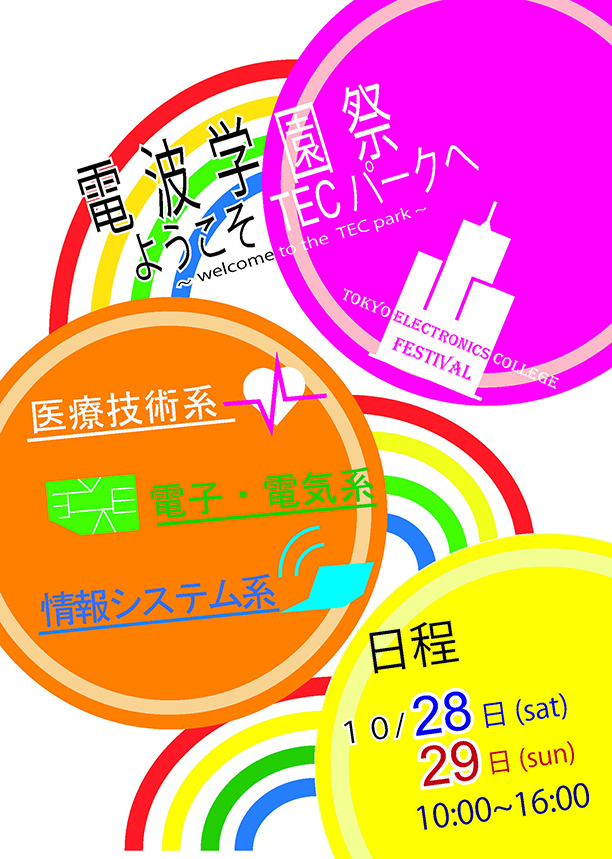 電波学園祭
ようこそTECパークへ
~ welcome to the TEC park ~
TOKYO ELECTRONICS COLLEGE
FESTIVAL
医療技術系
電子・電気系
情報システム系
日程
10/28日(sat)
29日(sun)
10:00~16:00